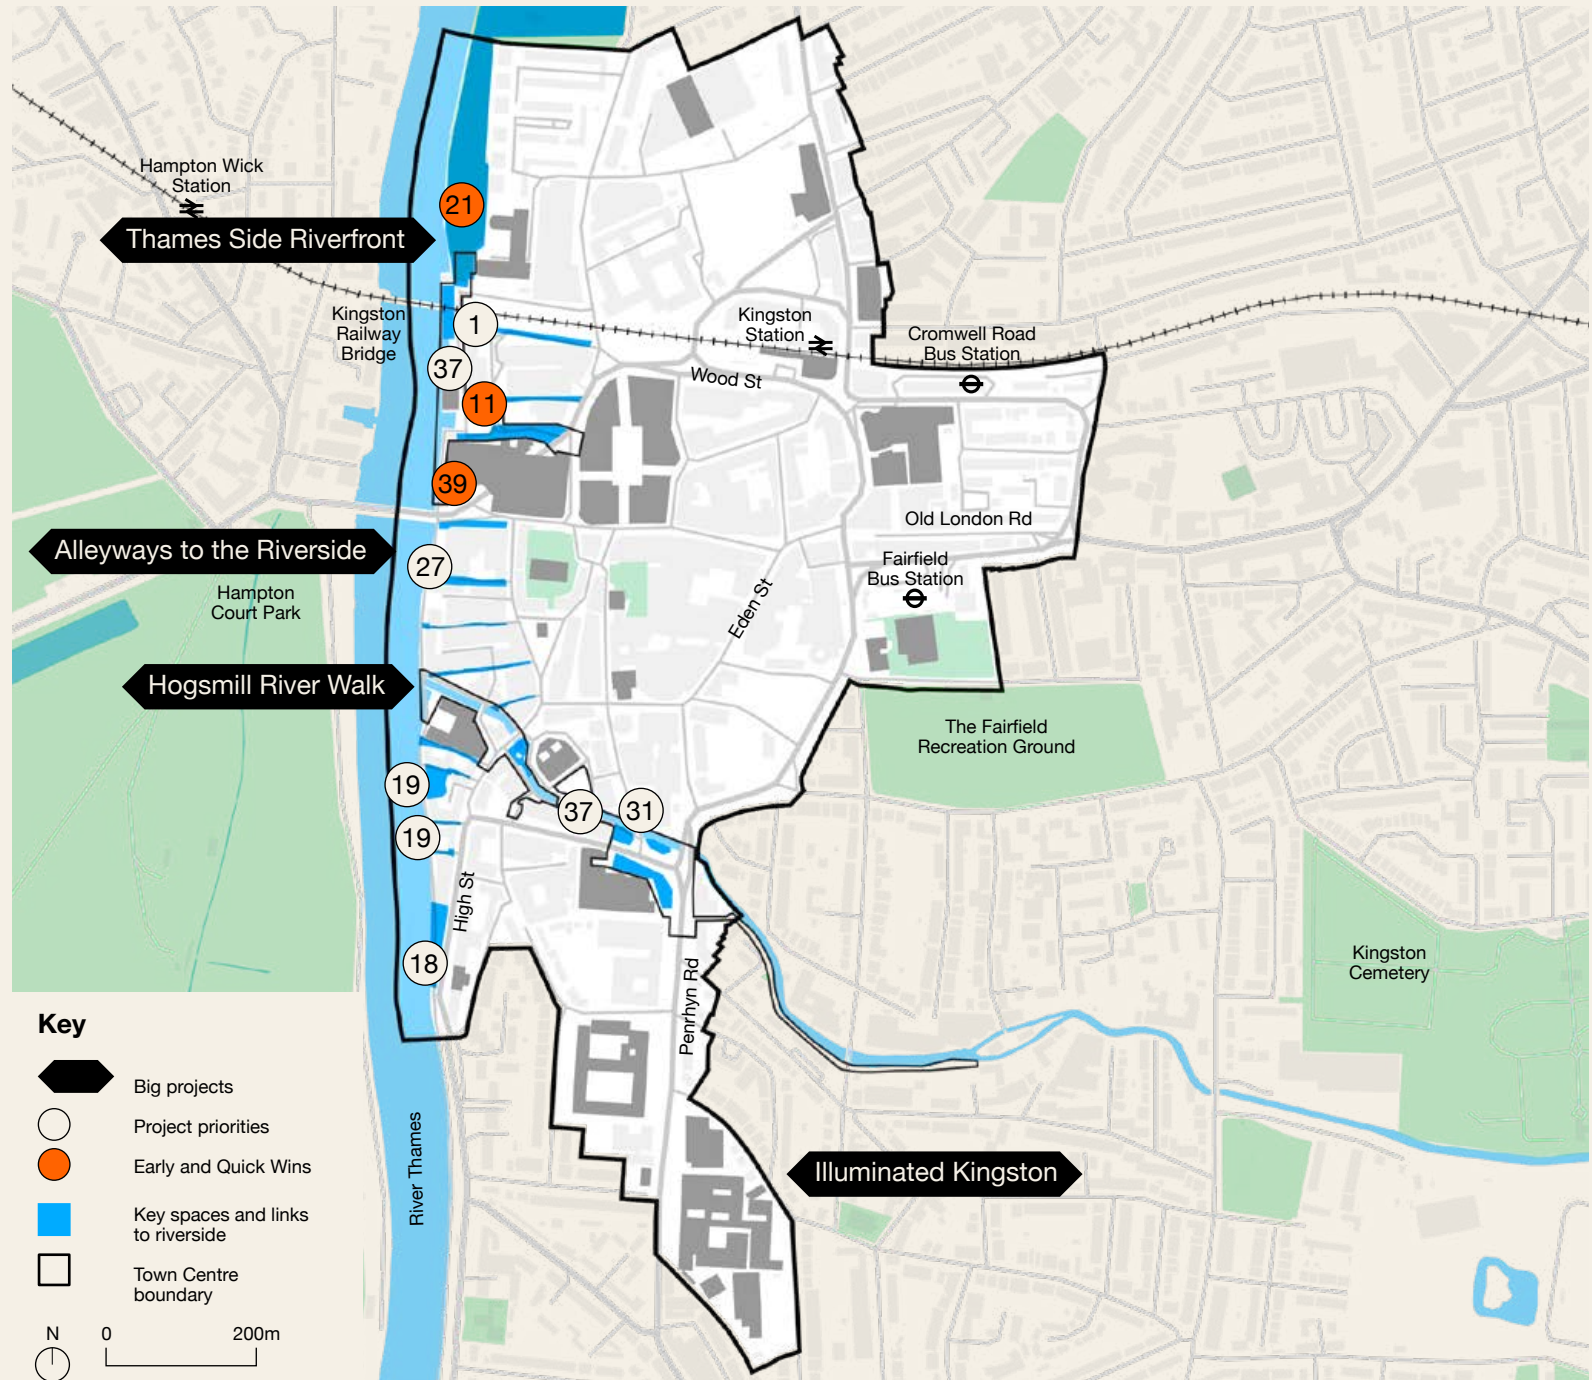 Hampton Wick
Station
21
Thames Side Riverfront
Kingston
Railway
Bridge
1
Kingston
Station
Cromwell Road
Bus Station
37
Wood St
11
39
Old London Rd
Alleyways to the Riverside
27
Fairfield
Bus Station
Hampton
Court Park
Eden St
Hogsmill River Walk
The Fairfield
Recreation Ground
19
37
31
19
High St
18
Kingston
Cemetery
Penrhyn Rd
Key
Big projects
Project priorities
Early and Quick Wins
Key spaces and links
to riverside
Town Centre
boundary
River Thames
Illuminated Kingston
N
0
200m